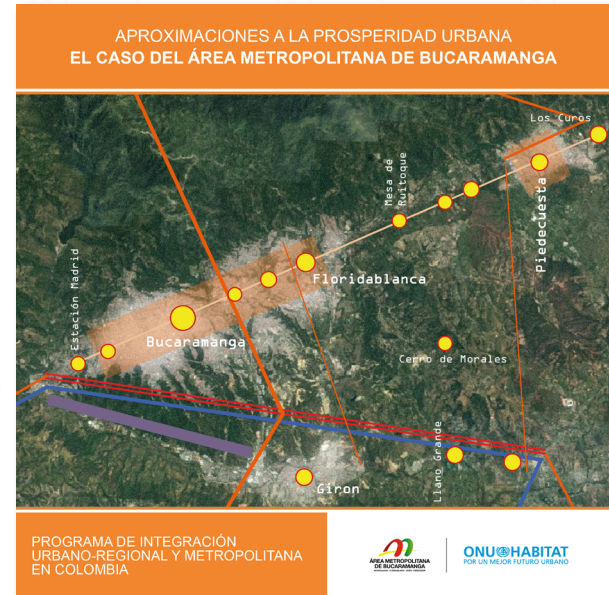 APROXIMACIONES A LA PROSPERIDAD URBANA
EL CASO DEL ÁREA METROPOLITANA DE BUCARAMANGA
Los Curos
Mesa de
Ruitoque
Piedecuesta
Floridablanca
Estación Madrid
Bucaramanga
Cerro de Morales
Llano Grande
Giron
PROGRAMA DE INTEGRACIÓN
URBANO-REGIONAL Y METROPOLITANA
EN COLOMBIA
ÁREA METROPOLITANA
DE BUCARAMANGA
ONU HABITAT
POR UN MEJOR FUTURO URBANO